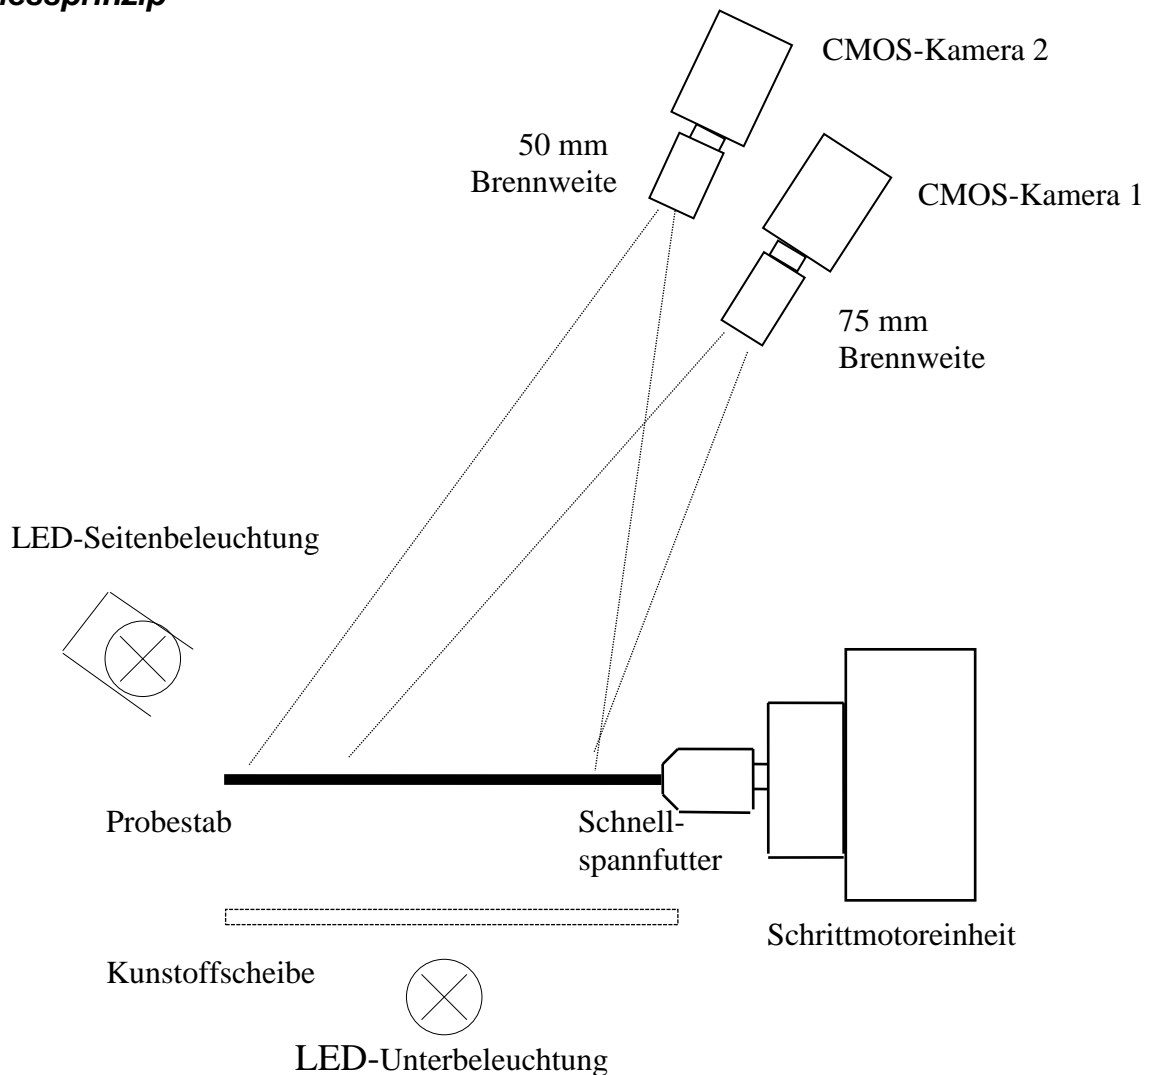 CMOS-Kamera 2
50 mm
Brennweite
CMOS-Kamera 1
75 mm
Brennweite
LED-Seitenbeleuchtung
Probestab
Schnell-
spannfutter
Schrittmotoreinheit
Kunstoffscheibe
LED-Unterbeleuchtung